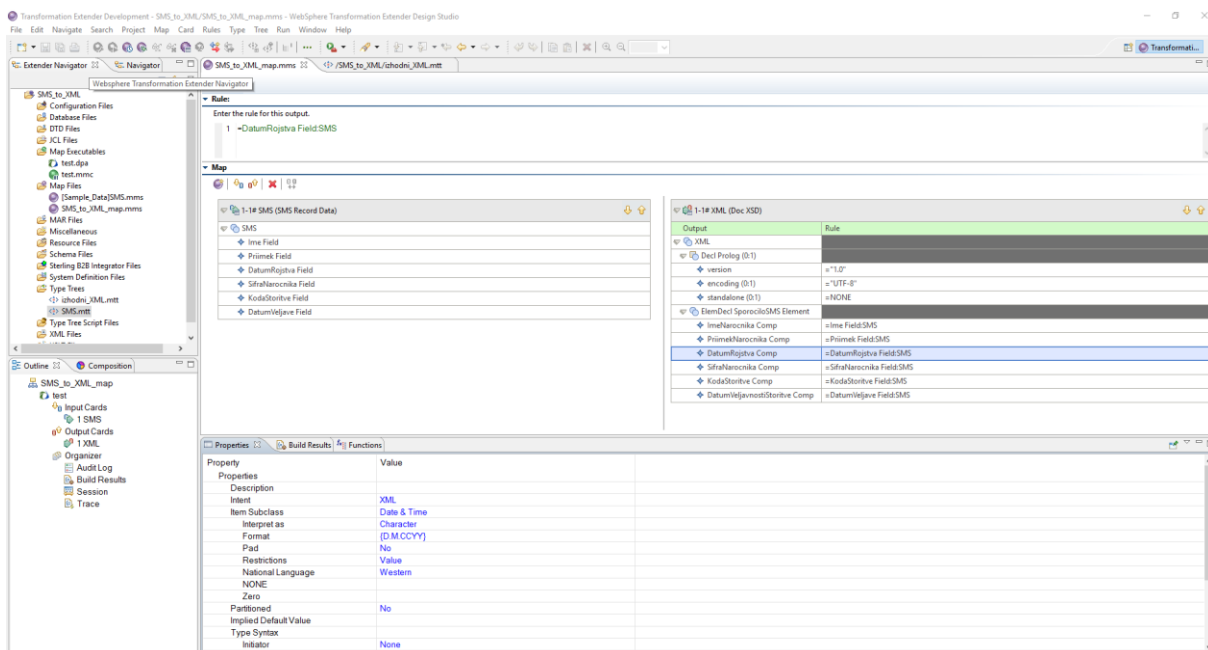 Transformation Extender Development - SMS_to_XML/SMS_to_XML_map.mms - WebSphere Transformation Extender Design Studio
File Edit Navigate Search Project Map Card Rules Type Tree Run Window Help
Transformati...
Extender Navigator
Navigator
SMS_to_XML_map.mms
/SMS_to_XML/izhodni_XML.mtt
Websphere Transformation Extender Navigator
SMS_to_XML
Configuration Files
Database Files
DTD Files
JCL Files
Map Executables
test.dpa
test.mmc
Map Files
[Sample_Data]SMS.mms
SMS_to_XML_map.mms
MAR Files
Miscellaneous
Resource Files
Schema Files
Sterling B2B Integrator Files
System Definition Files
Type Trees
izhodni_XML.mtt
SMS.mtt
Type Tree Script Files
XML Files
Outline
Composition
SMS_to_XML_map
test
Input Cards
1 SMS
Output Cards
1 XML
Organizer
Audit Log
Build Results
Session
Trace
Rule:
Enter the rule for this output.
1 =DatumRojstva Field:SMS
Map
1-1# SMS (SMS Record Data)
SMS
Ime Field
Priimek Field
DatumRojstva Field
SifraNarocnika Field
KodaStoritve Field
DatumVeljave Field
1-1# XML (Doc XSD)
Output Rule
XML
Decl Prolog (0:1)
version ="1.0"
encoding (0:1) ="UTF-8"
standalone (0:1) =NONE
ElemDecl SporociloSMS Element
ImeNarocnika Comp =Ime Field:SMS
PriimekNarocnika Comp =Priimek Field:SMS
DatumRojstva Comp =DatumRojstva Field:SMS
SifraNarocnika Comp =SifraNarocnika Field:SMS
KodaStoritve Comp =KodaStoritve Field:SMS
DatumVeljavnostiStoritve Comp =DatumVeljave Field:SMS
Properties
Build Results
Functions
Property Value
Properties
Description
Intent XML
Item Subclass Date & Time
Interpret as Character
Format {D.M.CCYY}
Pad No
Restrictions Value
National Language Western
NONE
Zero
Partitioned No
Implied Default Value
Type Syntax
Initiator None